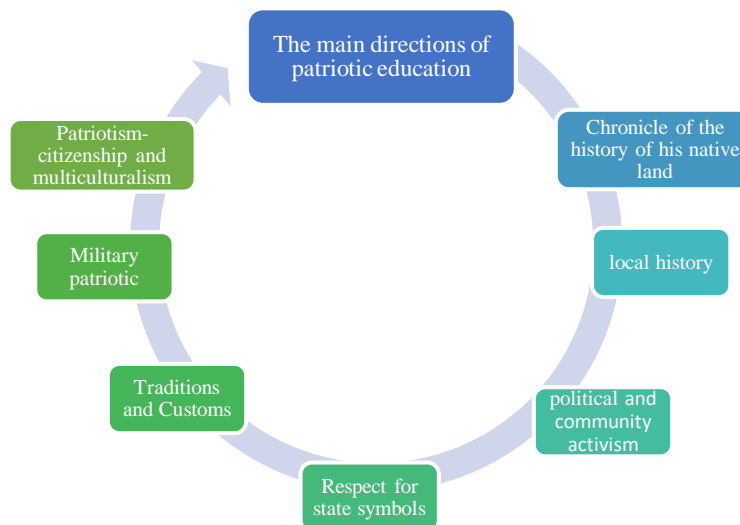 The main directions of
patriotic education
Chronicle of the
history of his native
land
local history
political and
community
activism
Respect for
state symbols
Traditions
and Customs
Military
patriotic
Patriotism-
citizenship and
multiculturalism